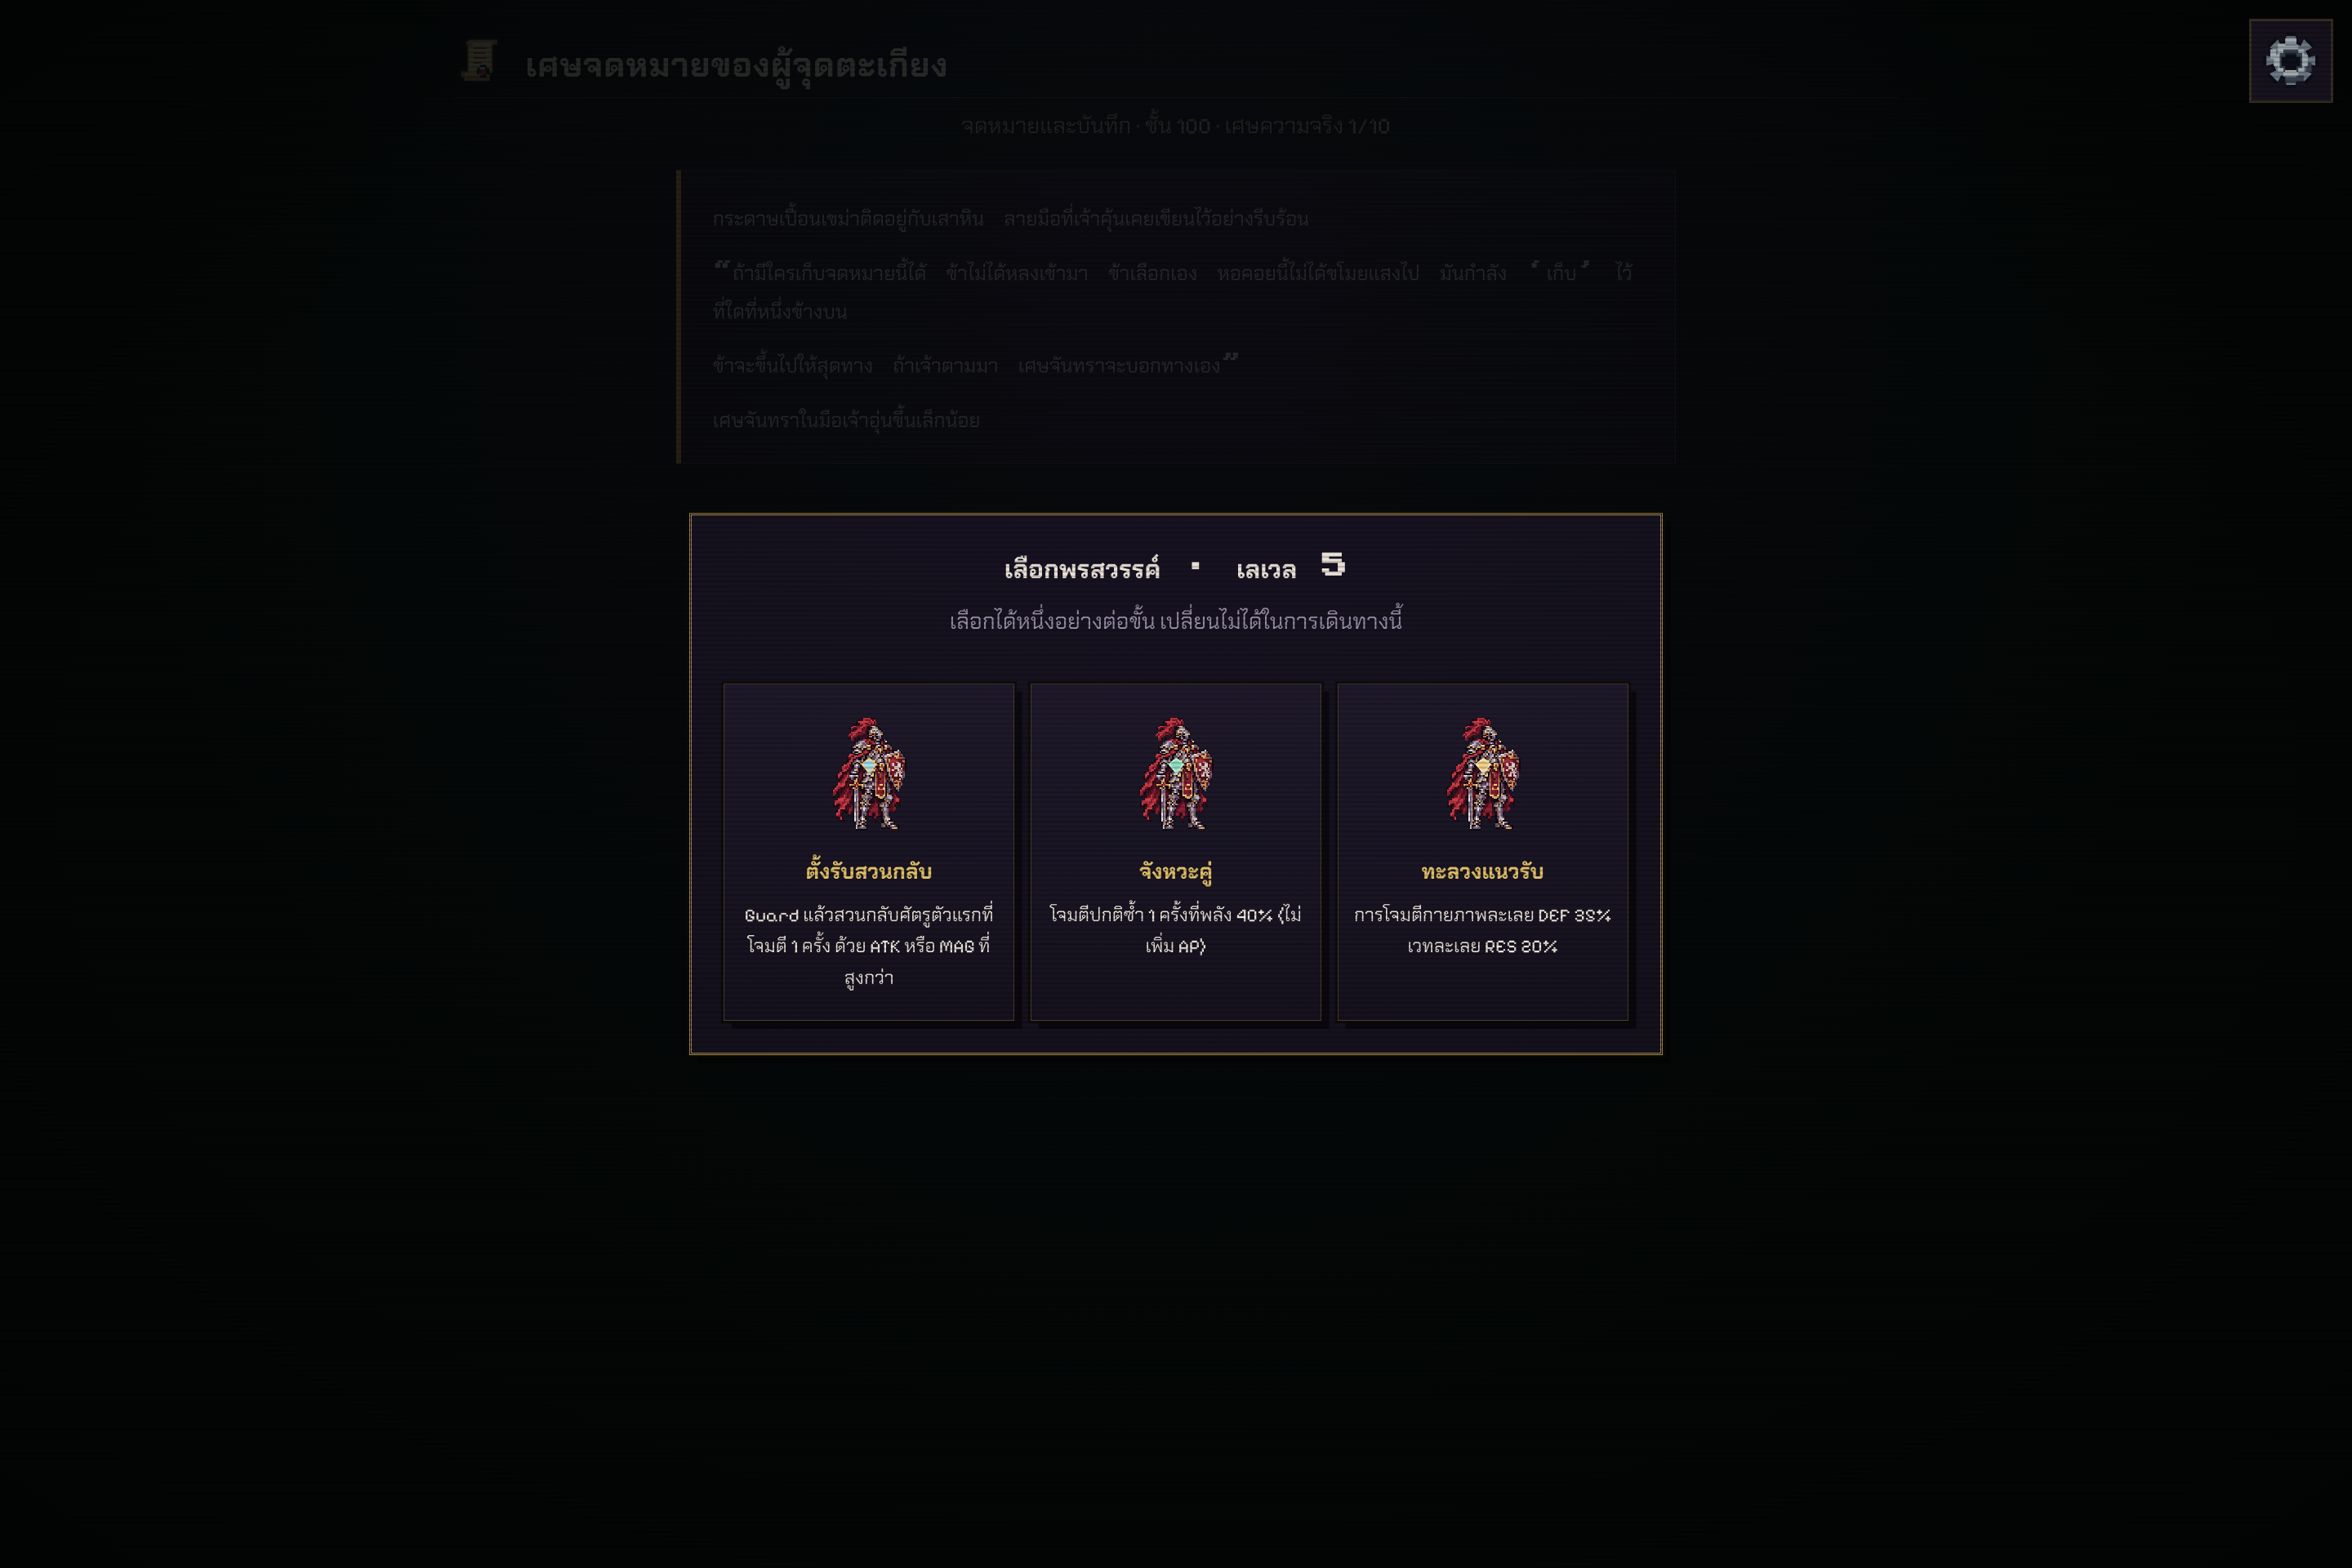 เศษจดหมายของผู้จุดตะเกียง
จดหมายและบันทึก · ชั้น 100 · เศษความจริง 1/10
กระดาษเปื้อนเขม่าติดอยู่กับเสาหิน ลายมือที่เจ้าคุ้นเคยเขียนไว้อย่างรีบร้อน
“ถ้ามีใครเก็บจดหมายนี้ได้ ข้าไม่ได้หลงเข้ามา ข้าเลือกเอง หอคอยนี้ไม่ได้ขโมยแสงไป มันกำลัง ‘เก็บ’ ไว้
ที่ใดที่หนึ่งข้างบน
ข้าจะขึ้นไปให้สุดทาง ถ้าเจ้าตามมา เศษจันทราจะบอกทางเอง”
เศษจันทราในมือเจ้าอุ่นขึ้นเล็กน้อย
เลือกพรสวรรค์ · เลเวล 5
เลือกได้หนึ่งอย่างต่อขั้น เปลี่ยนไม่ได้ในการเดินทางนี้
ตั้งรับสวนกลับ
Guard แล้วสวนกลับศัตรูตัวแรกที่
โจมตี 1 ครั้ง ด้วย ATK หรือ MAG ที่
สูงกว่า
จังหวะคู่
โจมตีปกติซ้ำ 1 ครั้งที่พลัง 40% (ไม่
เพิ่ม AP)
ทะลวงแนวรับ
การโจมตีกายภาพละเลย DEF 35%
เวทละเลย RES 20%